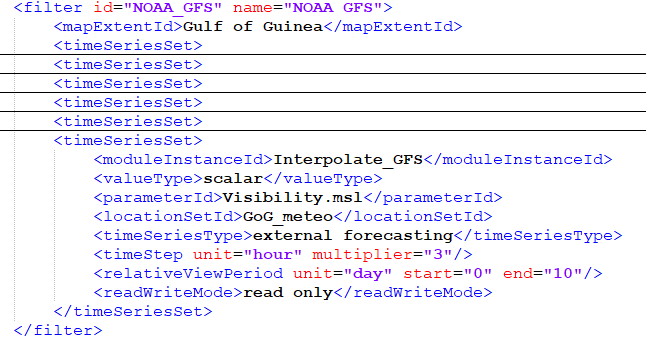 <filter id="NOAA_GFS" name="NOAA GFS">
<mapExtentId>Gulf of Guinea</mapExtentId>
<timeSeriesSet>
<timeSeriesSet>
<timeSeriesSet>
<timeSeriesSet>
<timeSeriesSet>
<timeSeriesSet>
<moduleInstanceId>Interpolate_GFS</moduleInstanceId>
<valueType>scalar</valueType>
<parameterId>Visibility.msl</parameterId>
<locationSetId>GoG_meteo</locationSetId>
<timeSeriesType>external forecasting</timeSeriesType>
<timeStep unit="hour" multiplier="3"/>
<relativeViewPeriod unit="day" start="0" end="10"/>
<readWriteMode>read only</readWriteMode>
</timeSeriesSet>
</filter>